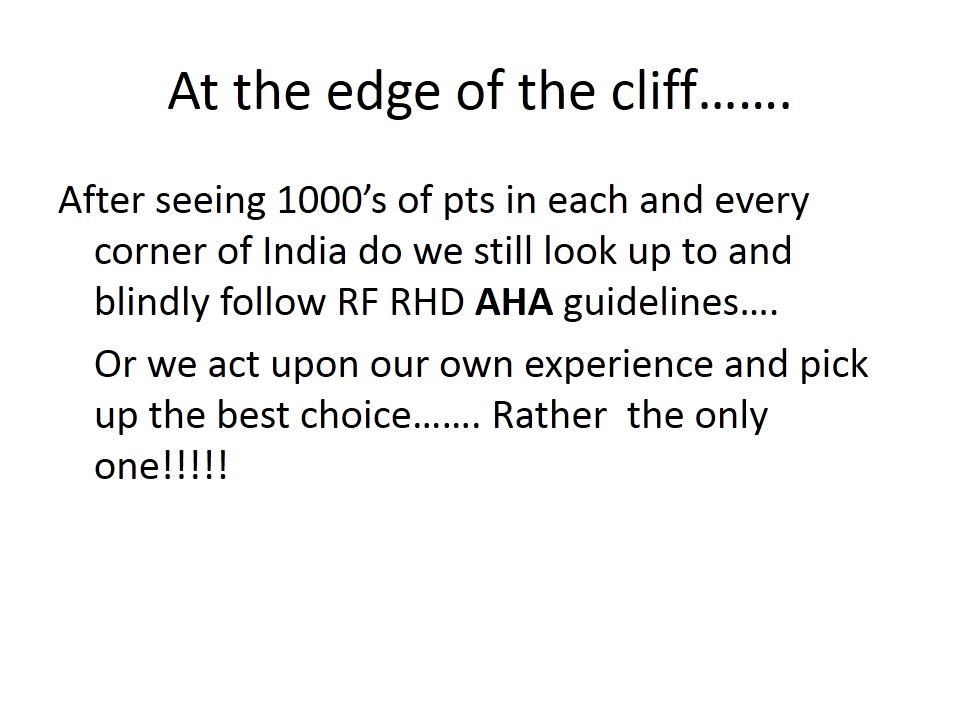 At the edge of the cliff…….
After seeing 1000’s of pts in each and every
corner of India do we still look up to and
blindly follow RF RHD AHA guidelines….
Or we act upon our own experience and pick
up the best choice……. Rather  the only
one!!!!!